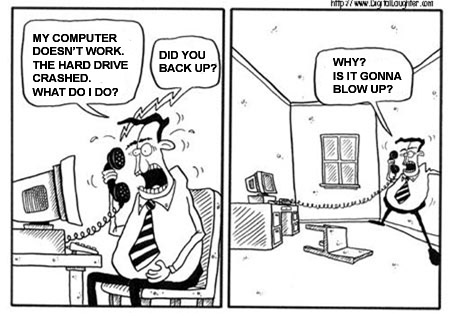 http://www.DigitalLaughter.com
MY COMPUTER
DOESN'T WORK.
THE HARD DRIVE
CRASHED.
WHAT DO I DO?
DID YOU
BACK UP?
WHY?
IS IT GONNA
BLOW UP?